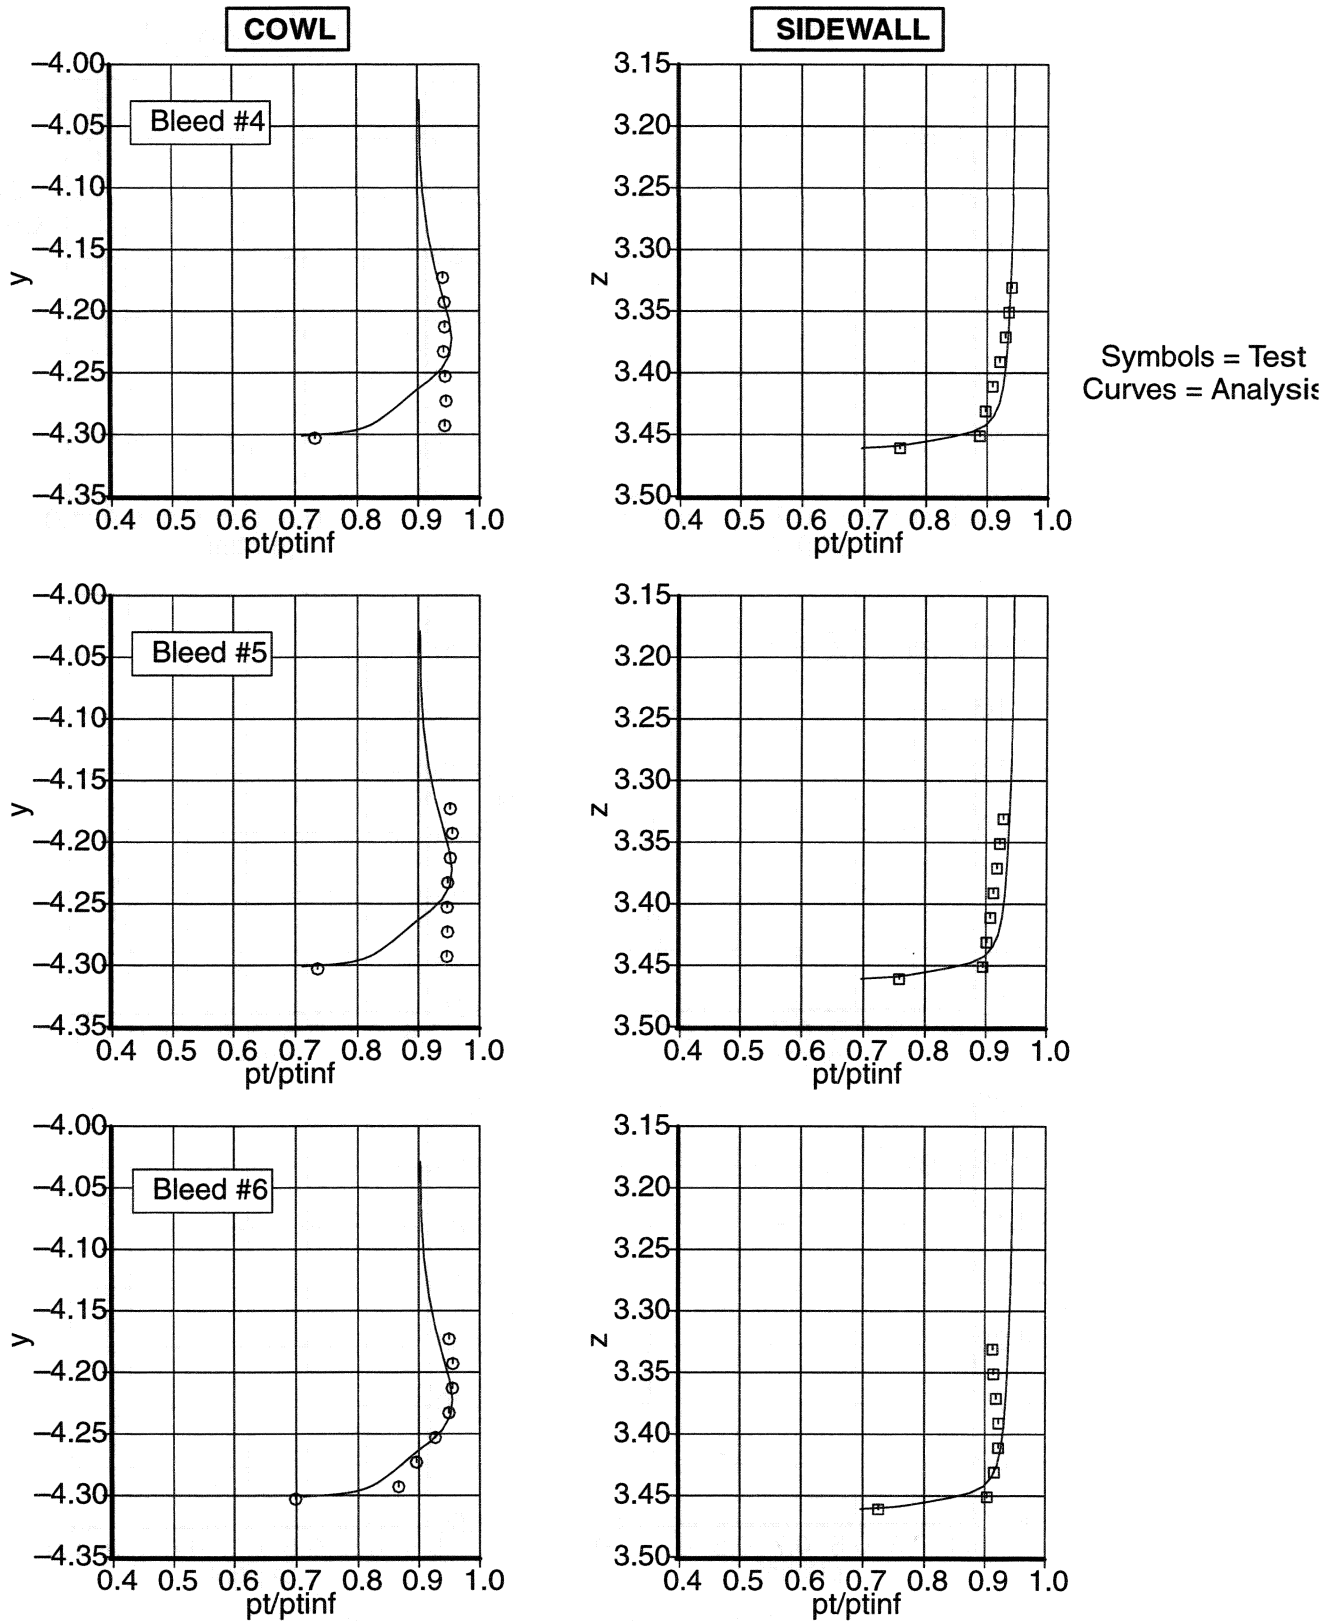 COWL
SIDEWALL
−4.00
−4.05
−4.10
−4.15
−4.20
−4.25
−4.30
−4.35
y
Bleed #4
0.4 0.5 0.6 0.7 0.8 0.9 1.0
pt/ptinf
3.15
3.20
3.25
3.30
3.35
3.40
3.45
3.50
z
0.4 0.5 0.6 0.7 0.8 0.9 1.0
pt/ptinf
Symbols = Test
Curves = Analysis
−4.00
−4.05
−4.10
−4.15
−4.20
−4.25
−4.30
−4.35
y
Bleed #5
0.4 0.5 0.6 0.7 0.8 0.9 1.0
pt/ptinf
3.15
3.20
3.25
3.30
3.35
3.40
3.45
3.50
z
0.4 0.5 0.6 0.7 0.8 0.9 1.0
pt/ptinf
−4.00
−4.05
−4.10
−4.15
−4.20
−4.25
−4.30
−4.35
y
Bleed #6
0.4 0.5 0.6 0.7 0.8 0.9 1.0
pt/ptinf
3.15
3.20
3.25
3.30
3.35
3.40
3.45
3.50
z
0.4 0.5 0.6 0.7 0.8 0.9 1.0
pt/ptinf